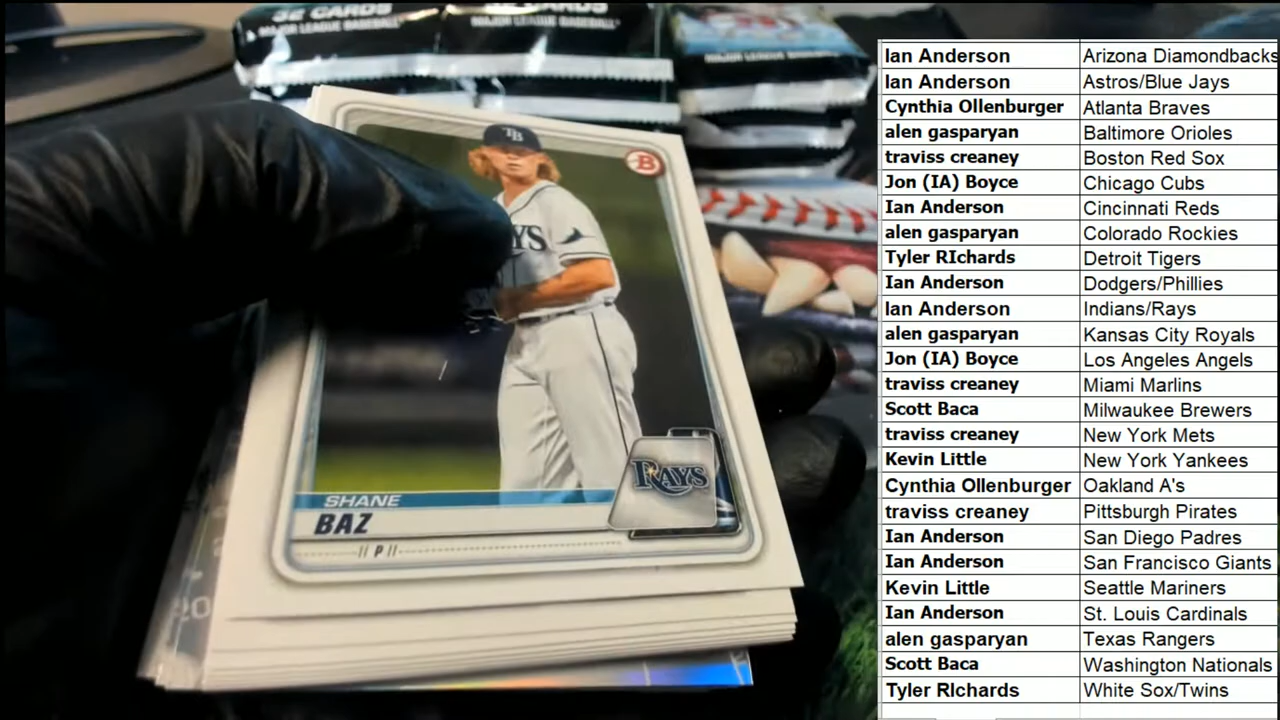 32 CARDS
MAJOR LEAGUE BASEBALL
MAJOR LEAGUE BASEBALL
MAJOR LEAGUE BASEBALL
TB
B
YS
RAYS
SHANE
BAZ
// P //
Ian Anderson Arizona Diamondbacks
Ian Anderson Astros/Blue Jays
Cynthia Ollenburger Atlanta Braves
alen gasparyan Baltimore Orioles
traviss creaney Boston Red Sox
Jon (IA) Boyce Chicago Cubs
Ian Anderson Cincinnati Reds
alen gasparyan Colorado Rockies
Tyler RIchards Detroit Tigers
Ian Anderson Dodgers/Phillies
Ian Anderson Indians/Rays
alen gasparyan Kansas City Royals
Jon (IA) Boyce Los Angeles Angels
traviss creaney Miami Marlins
Scott Baca Milwaukee Brewers
traviss creaney New York Mets
Kevin Little New York Yankees
Cynthia Ollenburger Oakland A's
traviss creaney Pittsburgh Pirates
Ian Anderson San Diego Padres
Ian Anderson San Francisco Giants
Kevin Little Seattle Mariners
Ian Anderson St. Louis Cardinals
alen gasparyan Texas Rangers
Scott Baca Washington Nationals
Tyler RIchards White Sox/Twins